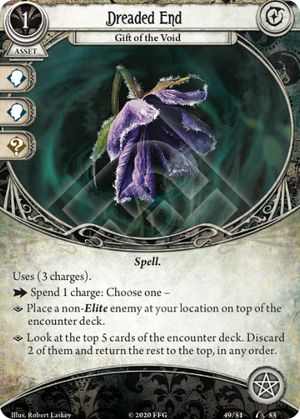 1
Dreaded End
ASSET
Gift of the Void
Spell.
Uses (3 charges).
Spend 1 charge: Choose one –
Place a non-Elite enemy at your location on top of the
encounter deck.
Look at the top 5 cards of the encounter deck. Discard
2 of them and return the rest to the top, in any order.
Illus. Robert Laskey
© 2020 FFG
49/51
53